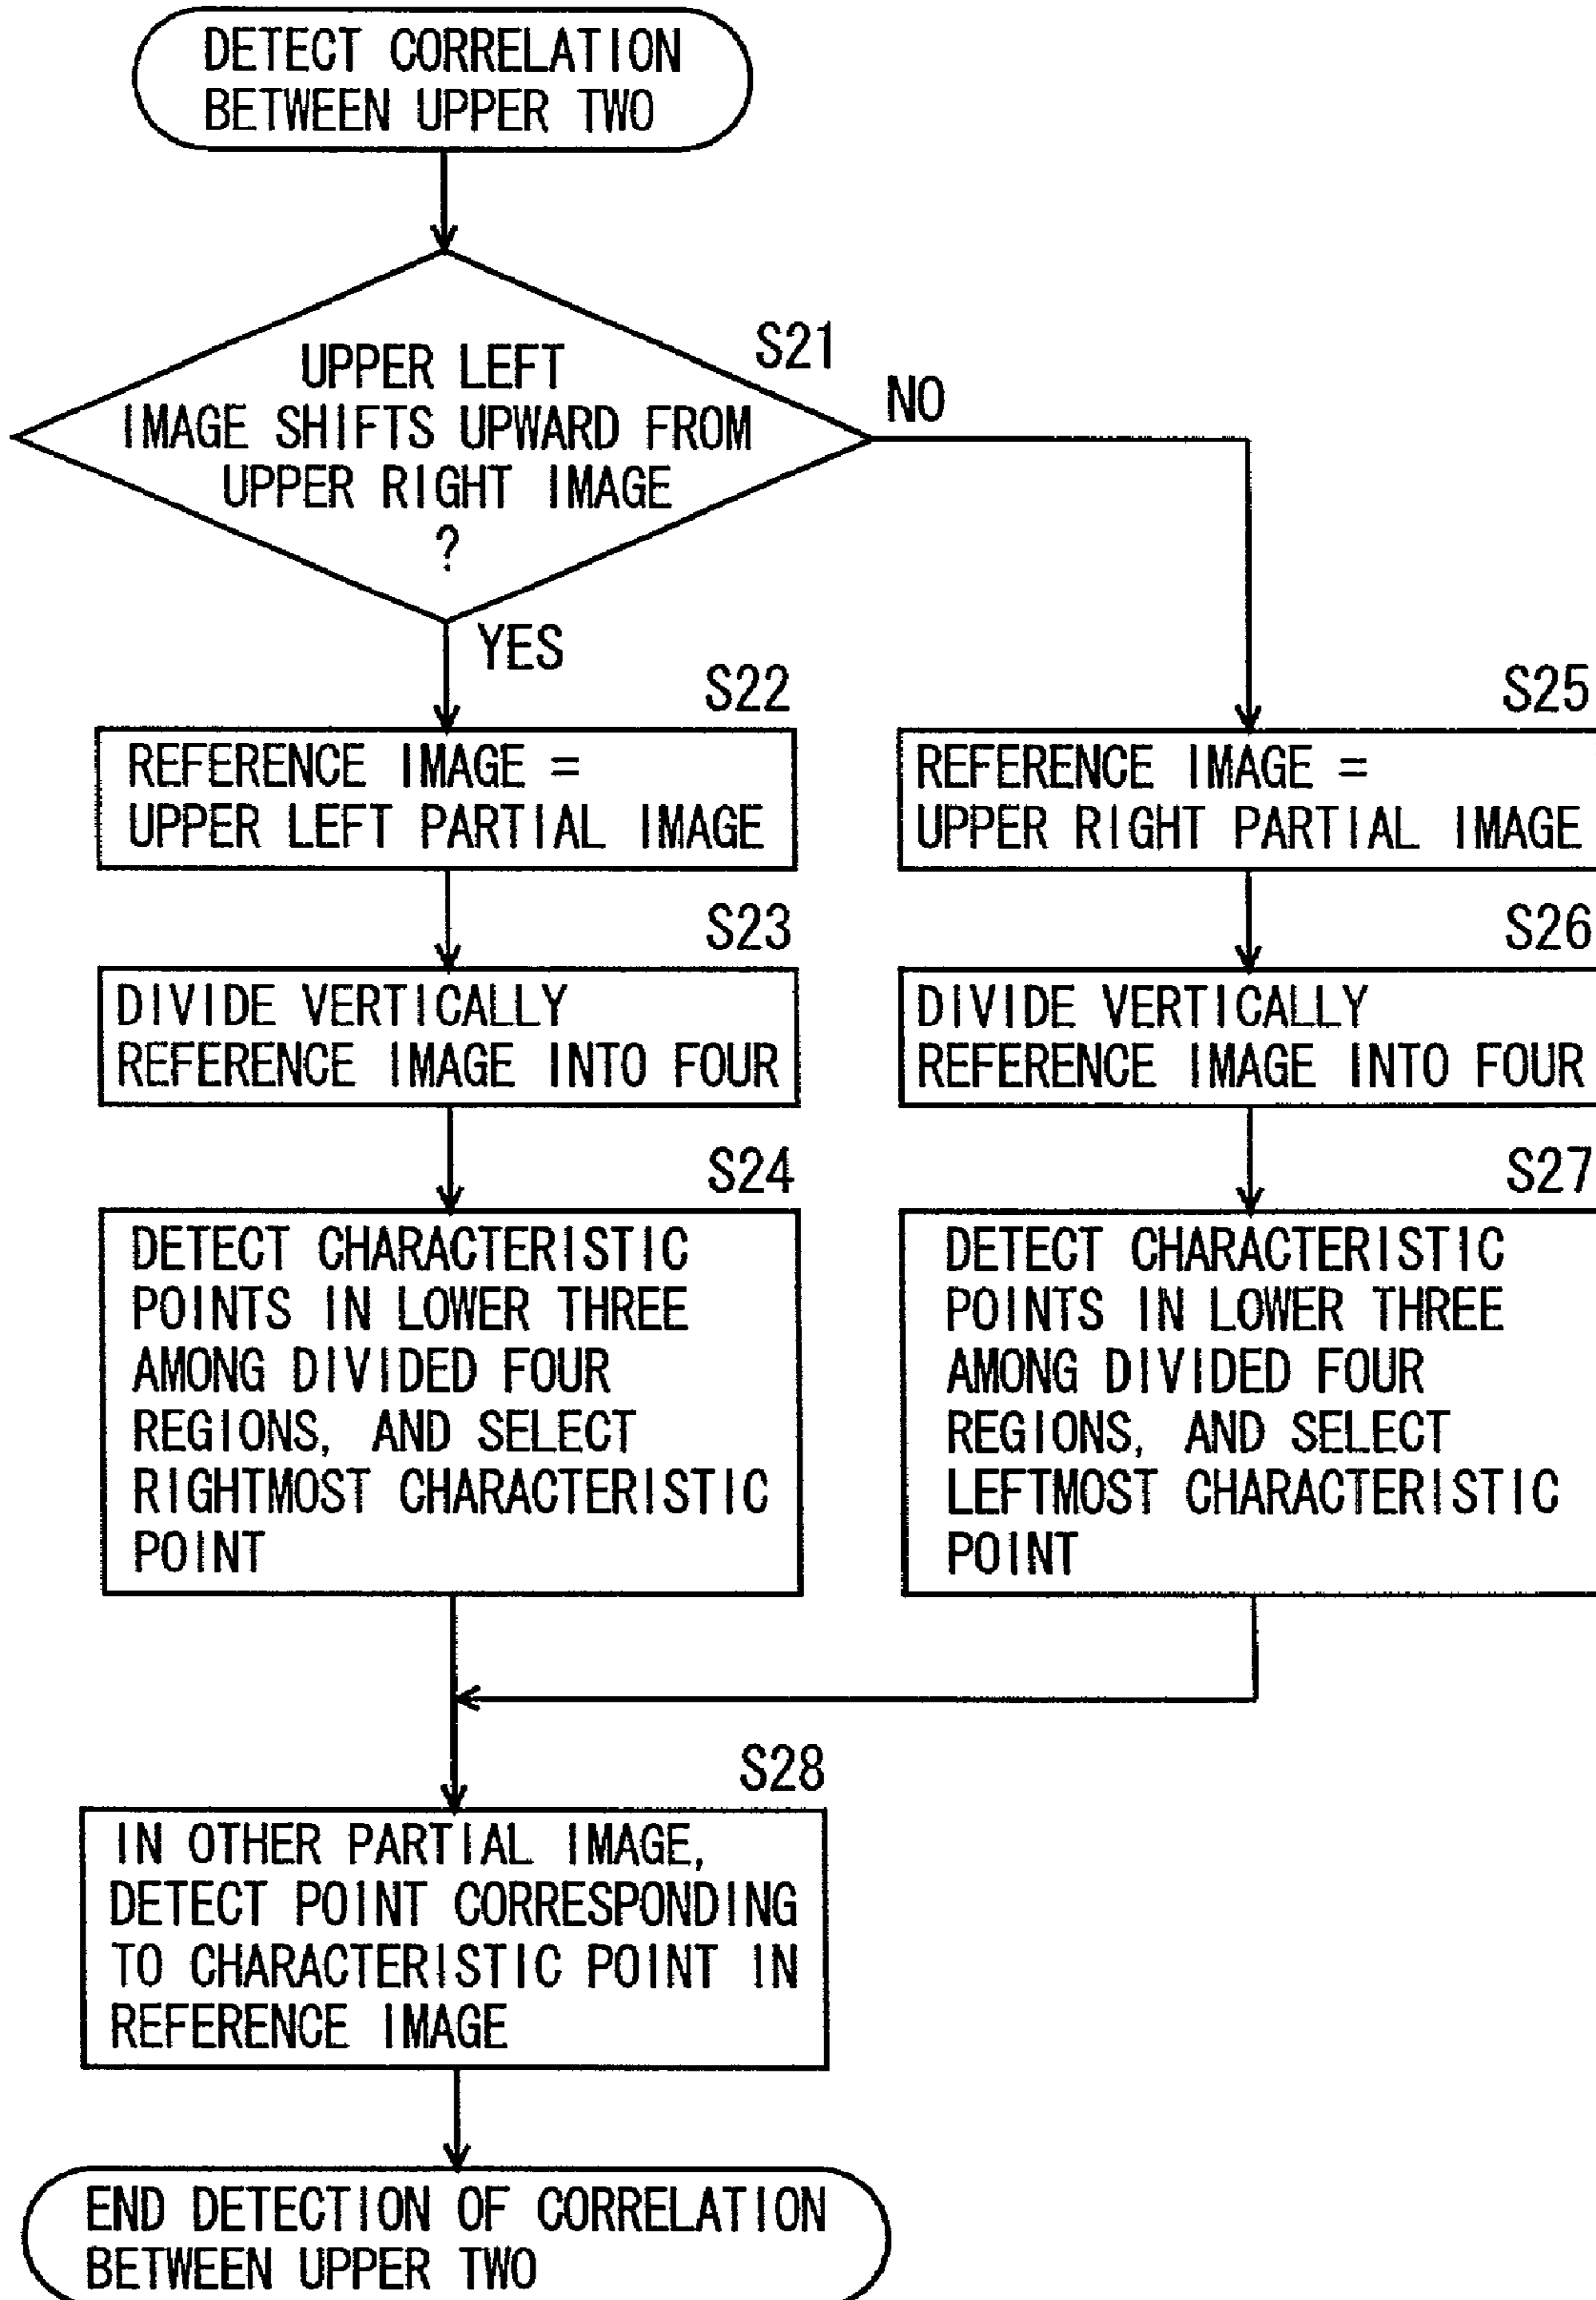 DETECT CORRELATION
BETWEEN UPPER TWO
S21
UPPER LEFT
IMAGE SHIFTS UPWARD FROM
UPPER RIGHT IMAGE
?
NO
YES
S22
REFERENCE IMAGE =
UPPER LEFT PARTIAL IMAGE
S23
DIVIDE VERTICALLY
REFERENCE IMAGE INTO FOUR
S24
DETECT CHARACTERISTIC
POINTS IN LOWER THREE
AMONG DIVIDED FOUR
REGIONS, AND SELECT
RIGHTMOST CHARACTERISTIC
POINT
S25
REFERENCE IMAGE =
UPPER RIGHT PARTIAL IMAGE
S26
DIVIDE VERTICALLY
REFERENCE IMAGE INTO FOUR
S27
DETECT CHARACTERISTIC
POINTS IN LOWER THREE
AMONG DIVIDED FOUR
REGIONS, AND SELECT
LEFTMOST CHARACTERISTIC
POINT
S28
IN OTHER PARTIAL IMAGE,
DETECT POINT CORRESPONDING
TO CHARACTERISTIC POINT IN
REFERENCE IMAGE
END DETECTION OF CORRELATION
BETWEEN UPPER TWO